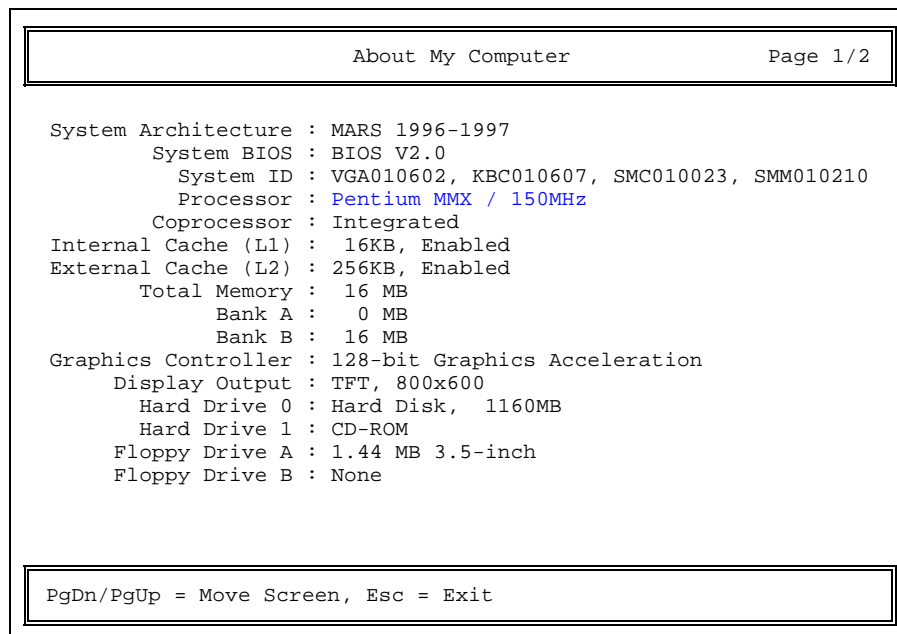 About My Computer Page 1/2
System Architecture : MARS 1996-1997
System BIOS : BIOS V2.0
System ID : VGA010602, KBC010607, SMC010023, SMM010210
Processor : Pentium MMX / 150MHz
Coprocessor : Integrated
Internal Cache (L1) : 16KB, Enabled
External Cache (L2) : 256KB, Enabled
Total Memory : 16 MB
Bank A : 0 MB
Bank B : 16 MB
Graphics Controller : 128-bit Graphics Acceleration
Display Output : TFT, 800x600
Hard Drive 0 : Hard Disk, 1160MB
Hard Drive 1 : CD-ROM
Floppy Drive A : 1.44 MB 3.5-inch
Floppy Drive B : None
PgDn/PgUp = Move Screen, Esc = Exit